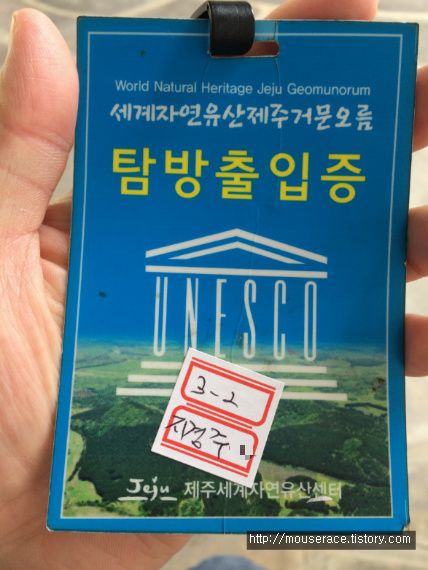 World Natural Heritage Jeju Geomunorum
세계자연유산제주거문오름
탐방출입증
UNESCO
3-2
Jeju 제주세계자연유산센터
http://mouserace.tistory.com